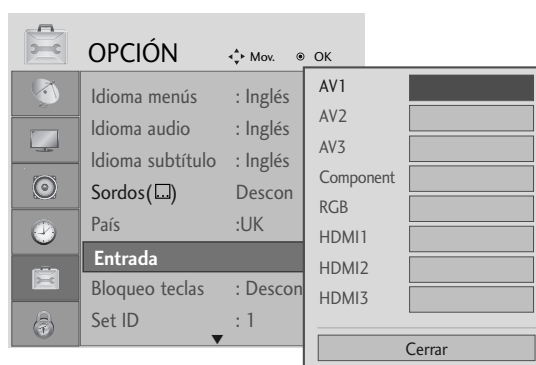 OPCIÓN
Mov. OK
Idioma menús : Inglés
Idioma audio : Inglés
Idioma subtítulo : Inglés
Sordos( ) Descon
País :UK
Entrada
Bloqueo teclas : Descon
Set ID : 1
AV1
AV2
AV3
Component
RGB
HDMI1
HDMI2
HDMI3
Cerrar